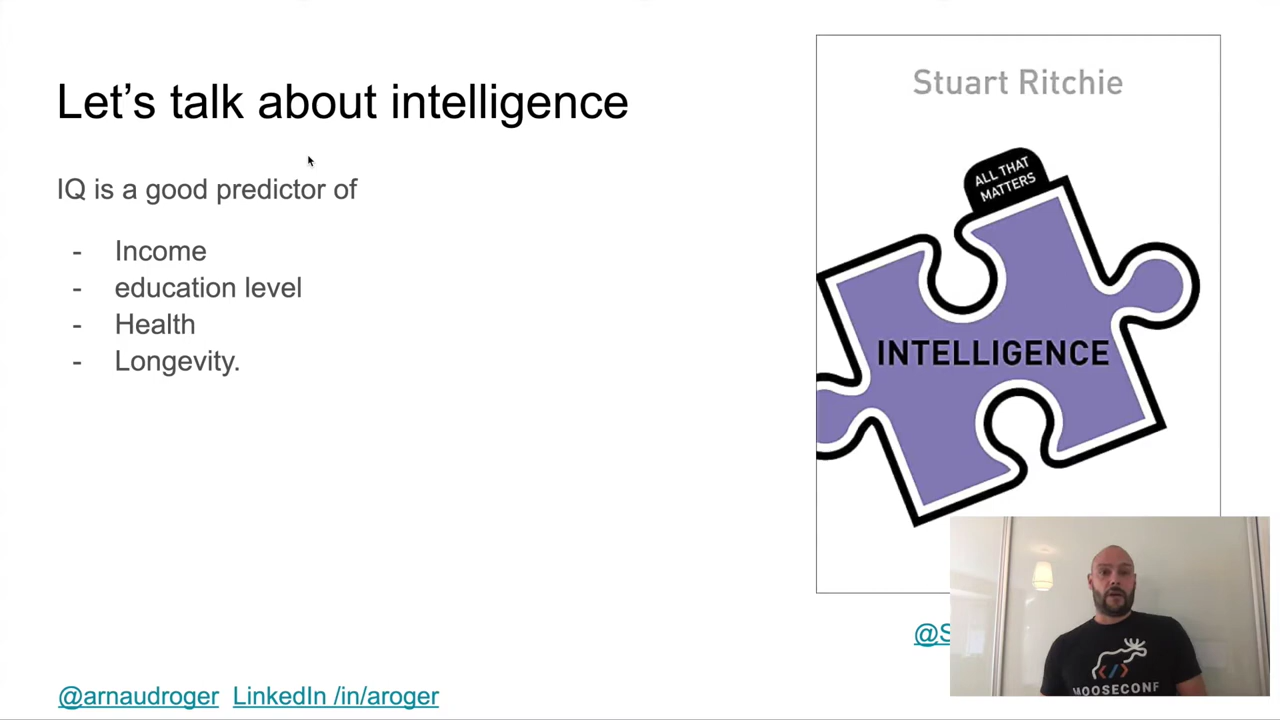 Let's talk about intelligence
IQ is a good predictor of
- Income
- education level
- Health
- Longevity.
Stuart Ritchie
ALL THAT
MATTERS
INTELLIGENCE
@S
MOOSECONF
@arnaudroger LinkedIn /in/aroger